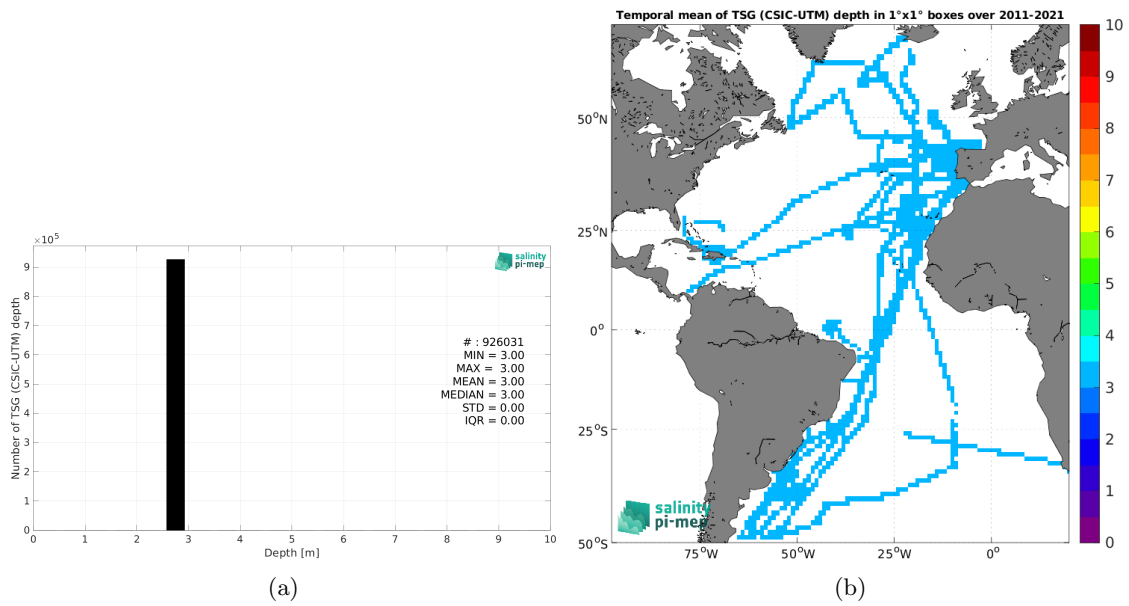 Temporal mean of TSG (CSIC-UTM) depth in 1°x1° boxes over 2011-2021
×10⁵
9
8
7
6
5
4
3
2
1
0
Number of TSG (CSIC-UTM) depth
salinity
pi-mep
# : 926031
MIN = 3.00
MAX = 3.00
MEAN = 3.00
MEDIAN = 3.00
STD = 0.00
IQR = 0.00
0 1 2 3 4 5 6 7 8 9 10
Depth [m]
(a)
50°N
25°N
0°
25°S
50°S
75°W 50°W 25°W 0°
salinity
pi-mep
10
9
8
7
6
5
4
3
2
1
0
(b)